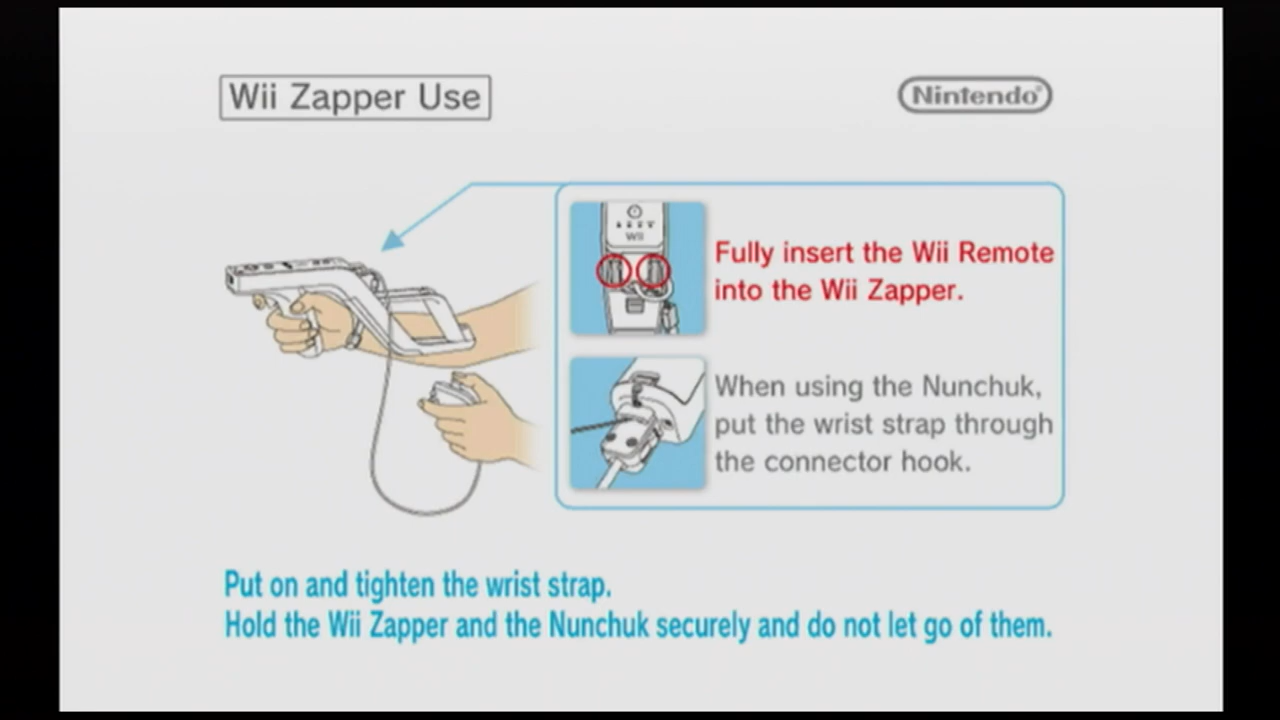 Wii Zapper Use
Nintendo®
Wii
Fully insert the Wii Remote
into the Wii Zapper.
When using the Nunchuk,
put the wrist strap through
the connector hook.
Put on and tighten the wrist strap.
Hold the Wii Zapper and the Nunchuk securely and do not let go of them.